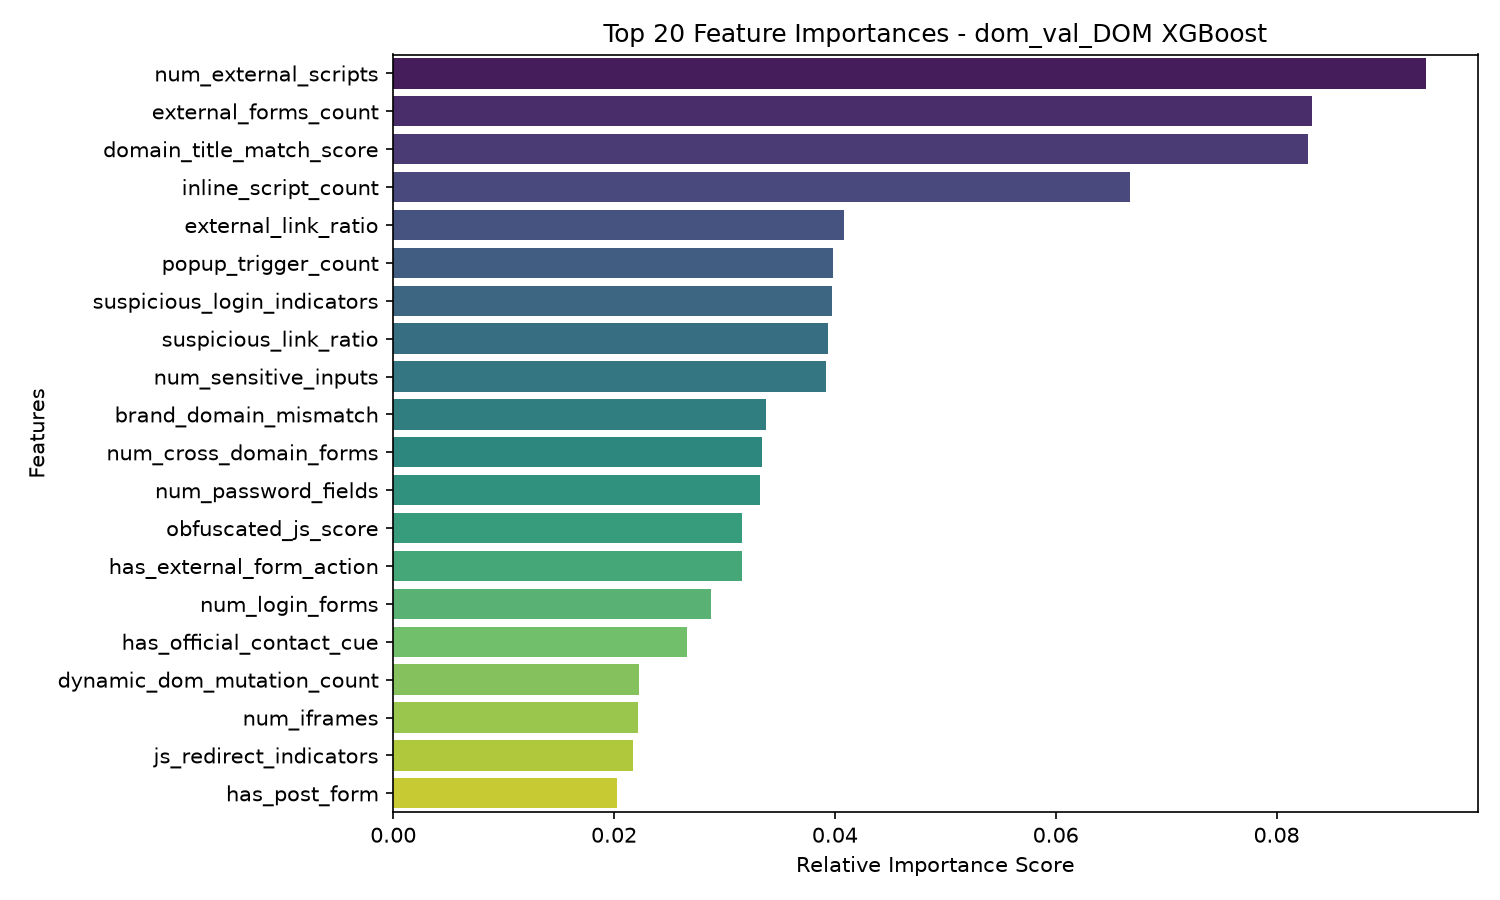 Top 20 Feature Importances - dom_val_DOM XGBoost
num_external_scripts
external_forms_count
domain_title_match_score
inline_script_count
external_link_ratio
popup_trigger_count
suspicious_login_indicators
suspicious_link_ratio
num_sensitive_inputs
brand_domain_mismatch
num_cross_domain_forms
num_password_fields
obfuscated_js_score
has_external_form_action
num_login_forms
has_official_contact_cue
dynamic_dom_mutation_count
num_iframes
js_redirect_indicators
has_post_form
Features
0.00 0.02 0.04 0.06 0.08
Relative Importance Score